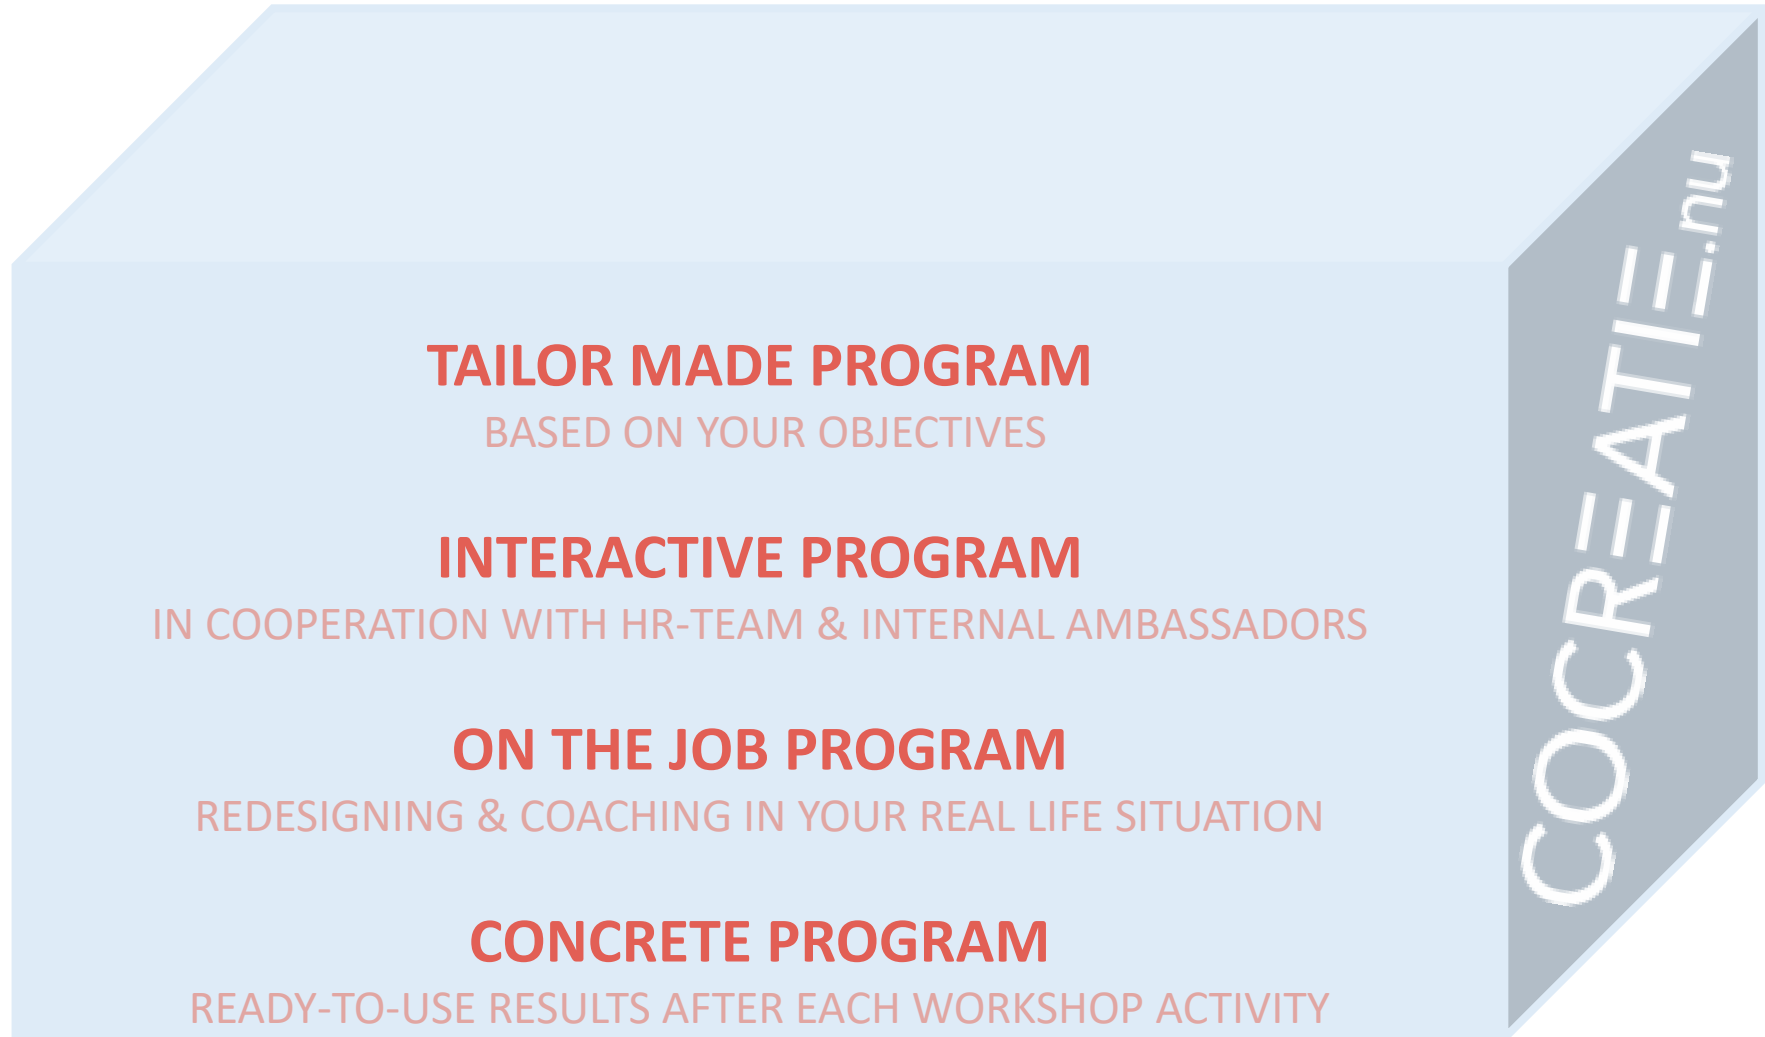 TAILOR MADE PROGRAM
BASED ON YOUR OBJECTIVES
INTERACTIVE PROGRAM
IN COOPERATION WITH HR-TEAM & INTERNAL AMBASSADORS
ON THE JOB PROGRAM
REDESIGNING & COACHING IN YOUR REAL LIFE SITUATION
CONCRETE PROGRAM
READY-TO-USE RESULTS AFTER EACH WORKSHOP ACTIVITY
COCREATIE.nu